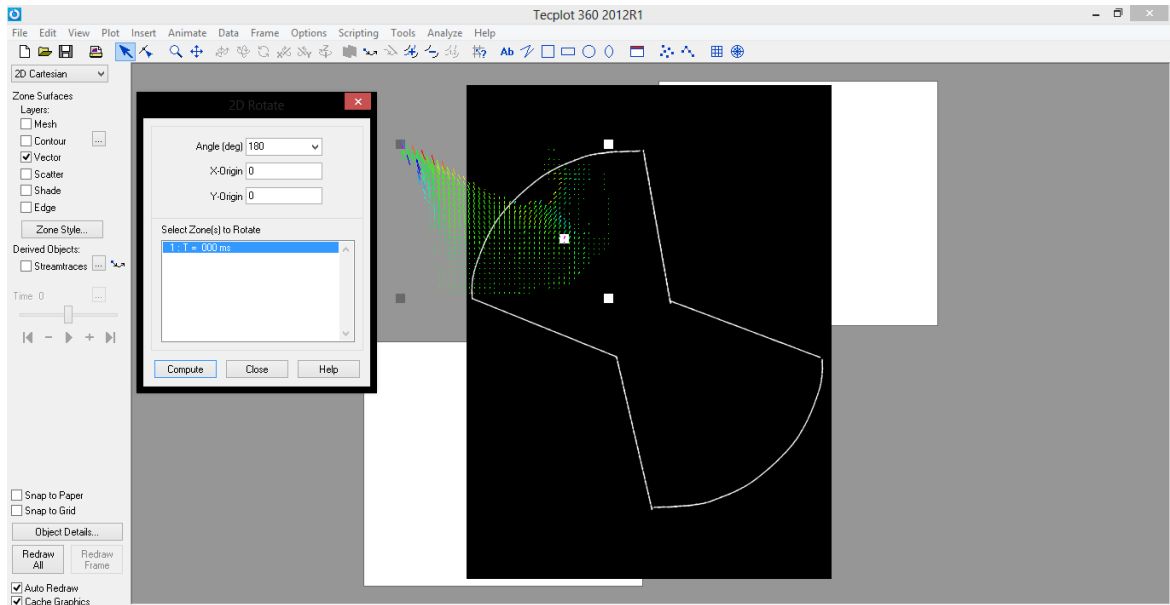 Tecplot 360 2012R1
File Edit View Plot Insert Animate Data Frame Options Scripting Tools Analyze Help
Ab
2D Cartesian
Zone Surfaces
Layers:
Mesh
Contour ...
Vector
Scatter
Shade
Edge
Zone Style...
Derived Objects:
Streamtraces ...
Time 0 ...
Snap to Paper
Snap to Grid
Object Details...
Redraw All
Redraw Frame
Auto Redraw
Cache Graphics
2D Rotate
Angle (deg) 180
X-Origin 0
Y-Origin 0
Select Zone(s) to Rotate
1 : T = 000 ms
Compute Close Help